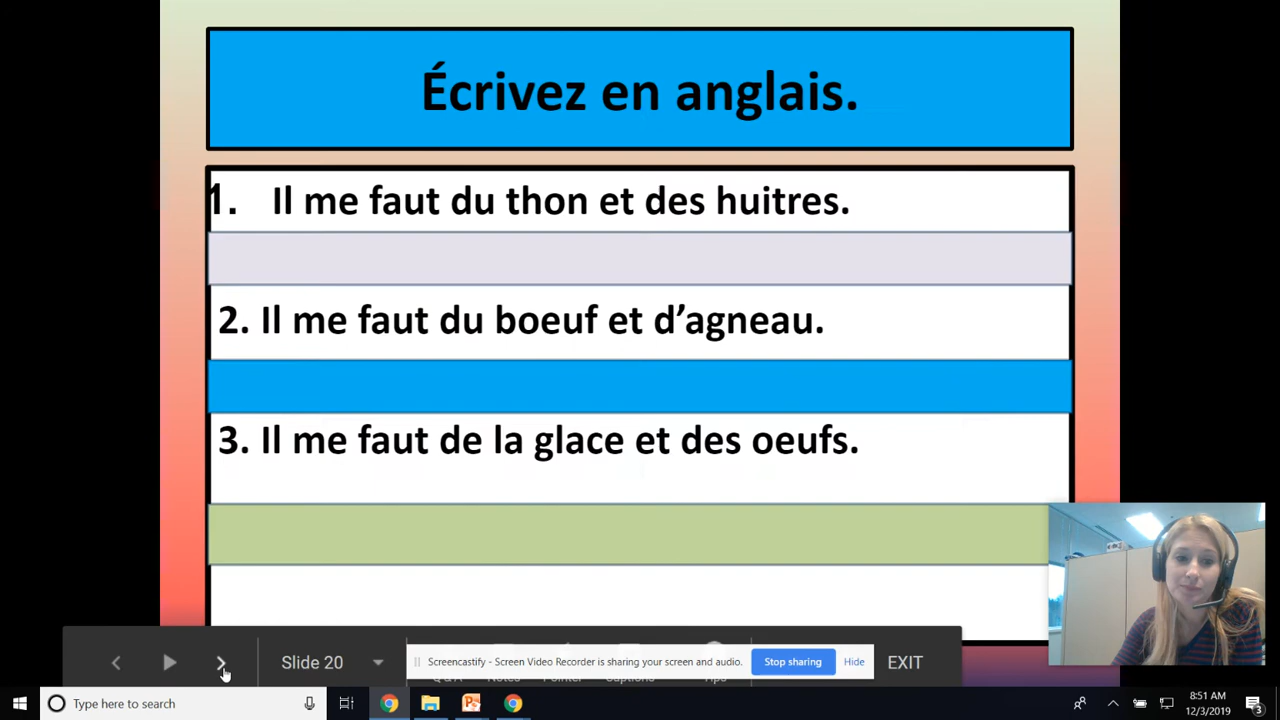 Écrivez en anglais.
1. Il me faut du thon et des huitres.
2. Il me faut du boeuf et d’agneau.
3. Il me faut de la glace et des oeufs.
Slide 20
Screencastify - Screen Video Recorder is sharing your screen and audio.
Stop sharing
Hide
EXIT
Type here to search
8:51 AM
12/3/2019
3